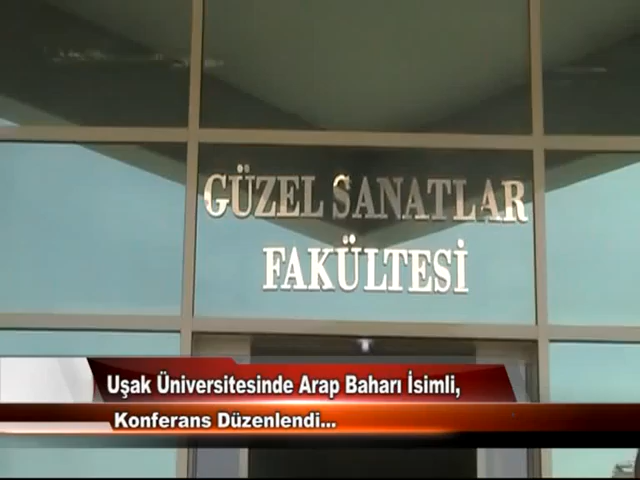 GÜZEL SANATLAR
FAKÜLTESİ
Uşak Üniversitesinde Arap Baharı İsimli,
Konferans Düzenlendi...